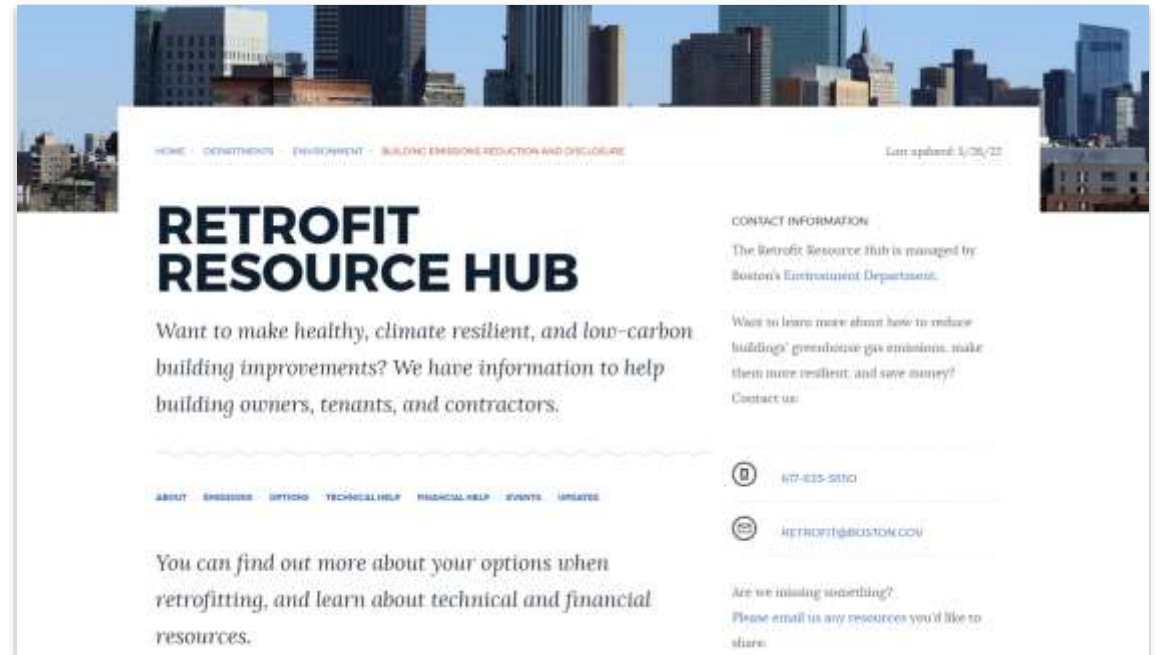 HOME · DEPARTMENTS · ENVIRONMENT · BUILDING EMISSIONS REDUCTION AND DISCLOSURE
Last updated:
RETROFIT
RESOURCE HUB
Want to make healthy, climate resilient, and low-carbon
building improvements? We have information to help
building owners, tenants, and contractors.
ABOUT EMISSIONS OPTIONS TECHNICAL HELP FINANCIAL HELP EVENTS UPDATES
You can find out more about your options when
retrofitting, and learn about technical and financial
resources.
CONTACT INFORMATION
The Retrofit Resource Hub is managed by
Boston's Environment Department.
Want to learn more about how to reduce
buildings' greenhouse gas emissions, make
them more resilient, and save money?
Contact us:
RETROFIT@BOSTON.GOV
Are we missing something?
Please email us any resources you'd like to
share.